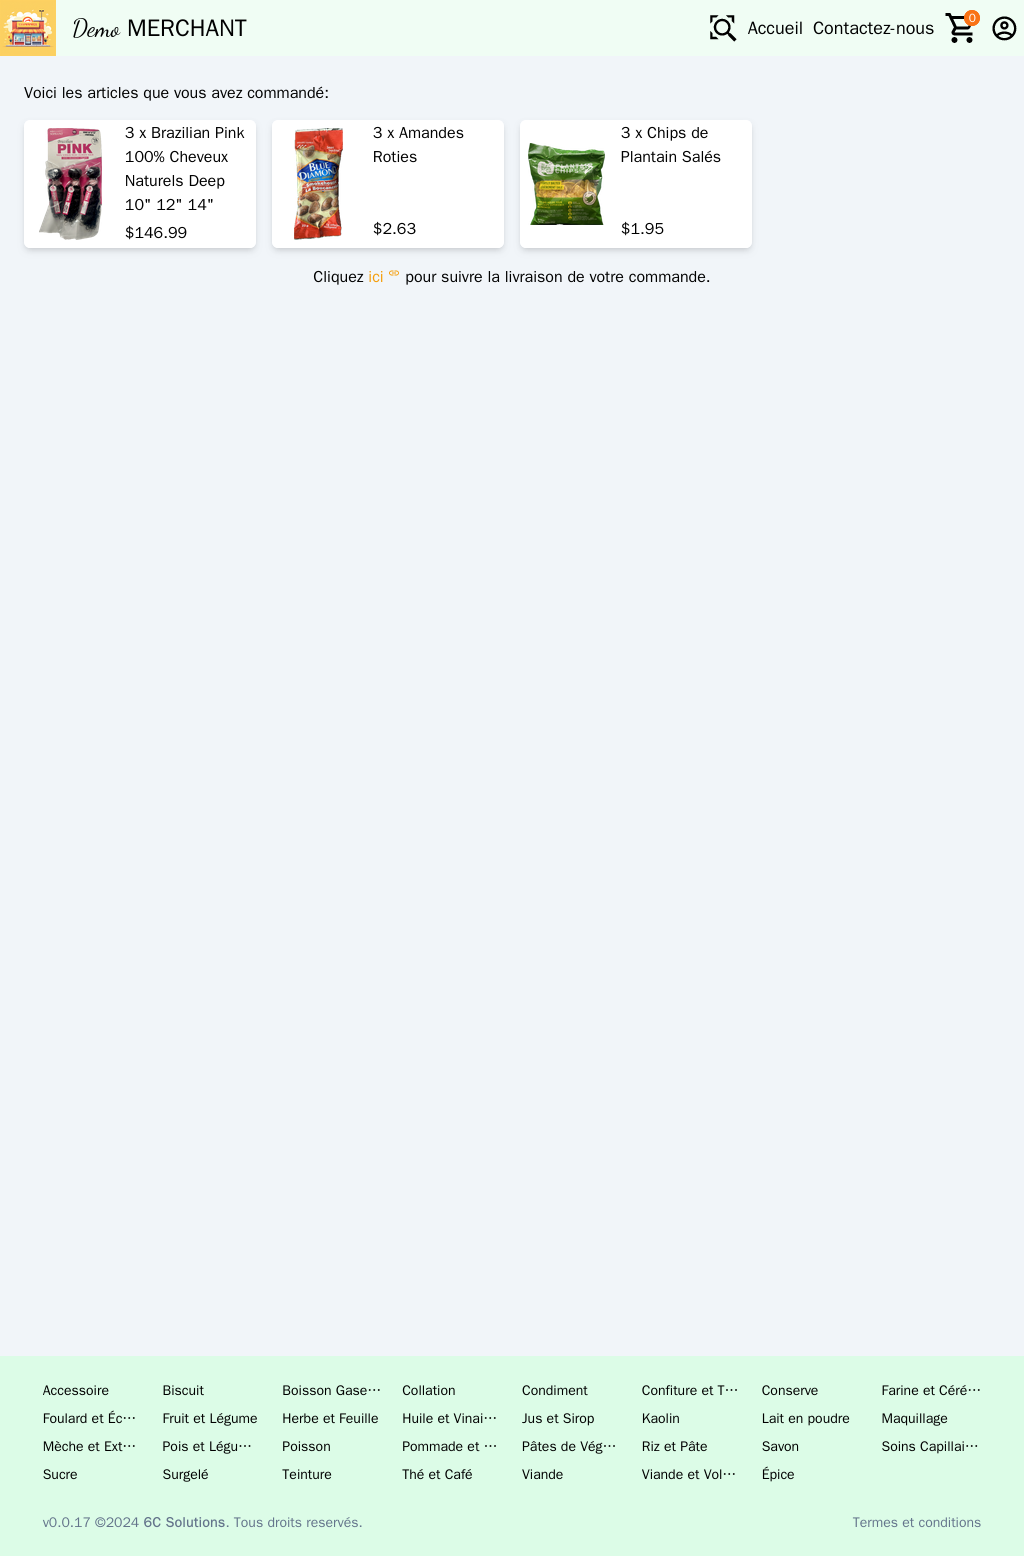 Demo MERCHANT
Accueil
Contactez-nous
0
Voici les articles que vous avez commandé:
PINK
3 x Brazilian Pink
100% Cheveux
Naturels Deep
10" 12" 14"
$146.99
BLUE
DIAMOND
3 x Amandes
Roties
$2.63
PLANTAIN
CHIPS
3 x Chips de
Plantain Salés
$1.95
Cliquez ici pour suivre la livraison de votre commande.
Accessoire Biscuit Boisson Gase… Collation Condiment Confiture et T… Conserve Farine et Céré…
Foulard et Éc… Fruit et Légume Herbe et Feuille Huile et Vinai… Jus et Sirop Kaolin Lait en poudre Maquillage
Mèche et Ext… Pois et Légu… Poisson Pommade et … Pâtes de Vég… Riz et Pâte Savon Soins Capillai…
Sucre Surgelé Teinture Thé et Café Viande Viande et Vol… Épice
v0.0.17 ©2024 6C Solutions. Tous droits reservés.
Termes et conditions